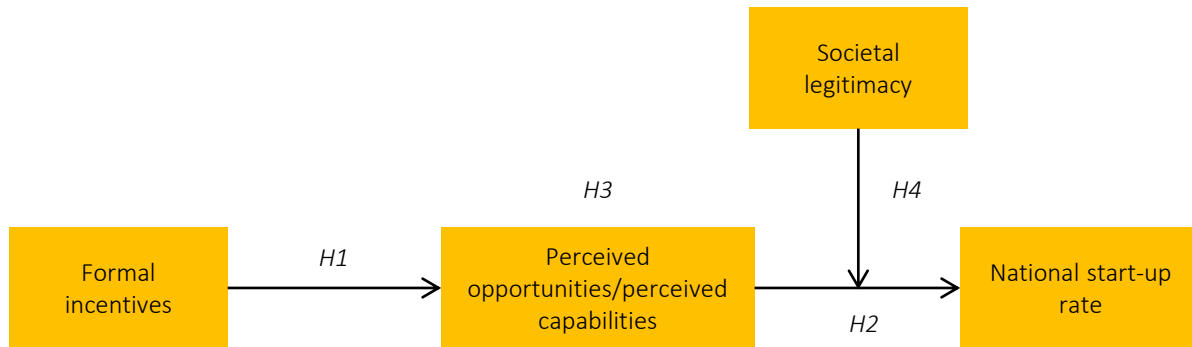 Societal
legitimacy
H3
H4
H1
Formal
incentives
Perceived
opportunities/perceived
capabilities
National start-up
rate
H2